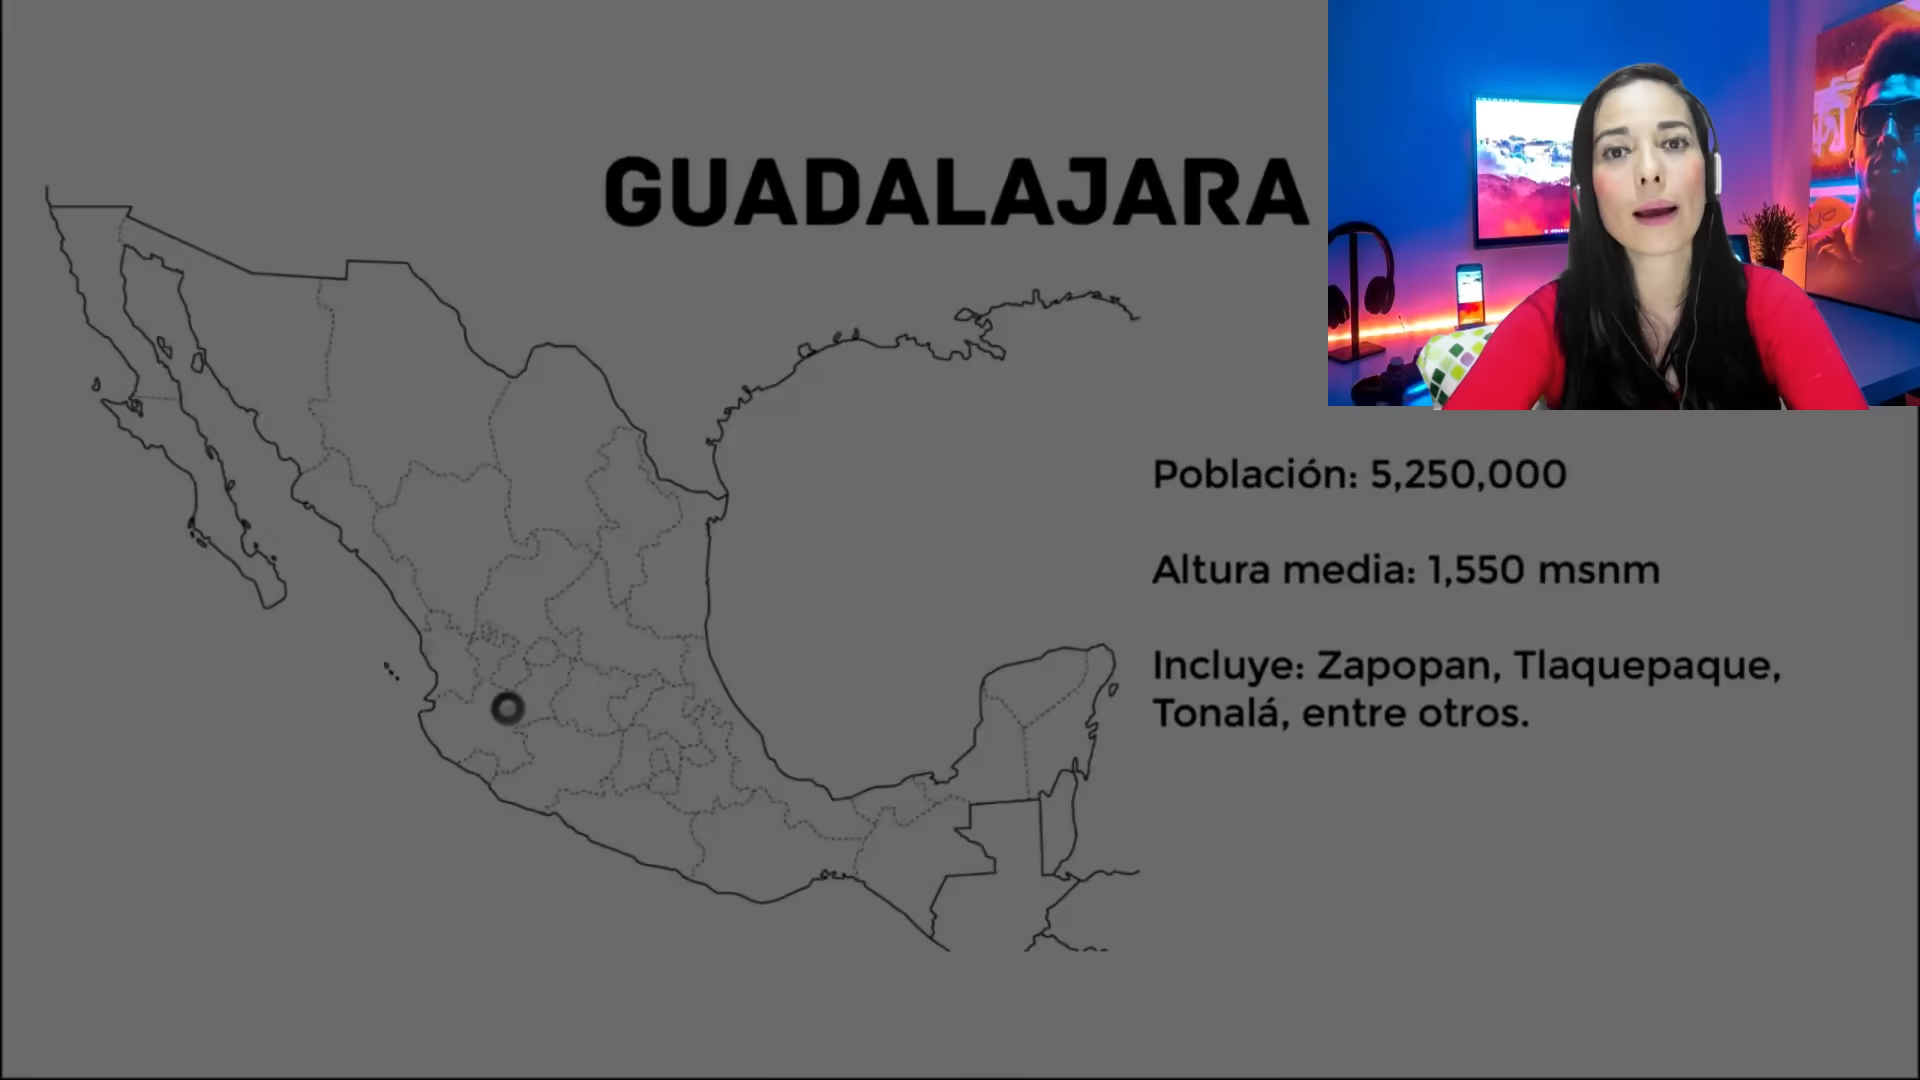 GUADALAJARA
Población: 5,250,000
Altura media: 1,550 msnm
Incluye: Zapopan, Tlaquepaque,
Tonalá, entre otros.